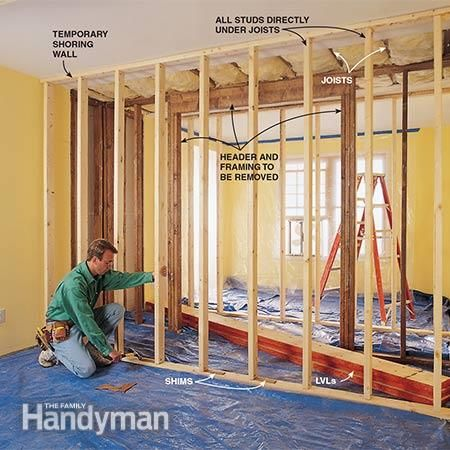 TEMPORARY
SHORING
WALL
ALL STUDS DIRECTLY
UNDER JOISTS
JOISTS
HEADER AND
FRAMING TO
BE REMOVED
SHIMS
LVLs
THE FAMILY
Handyman